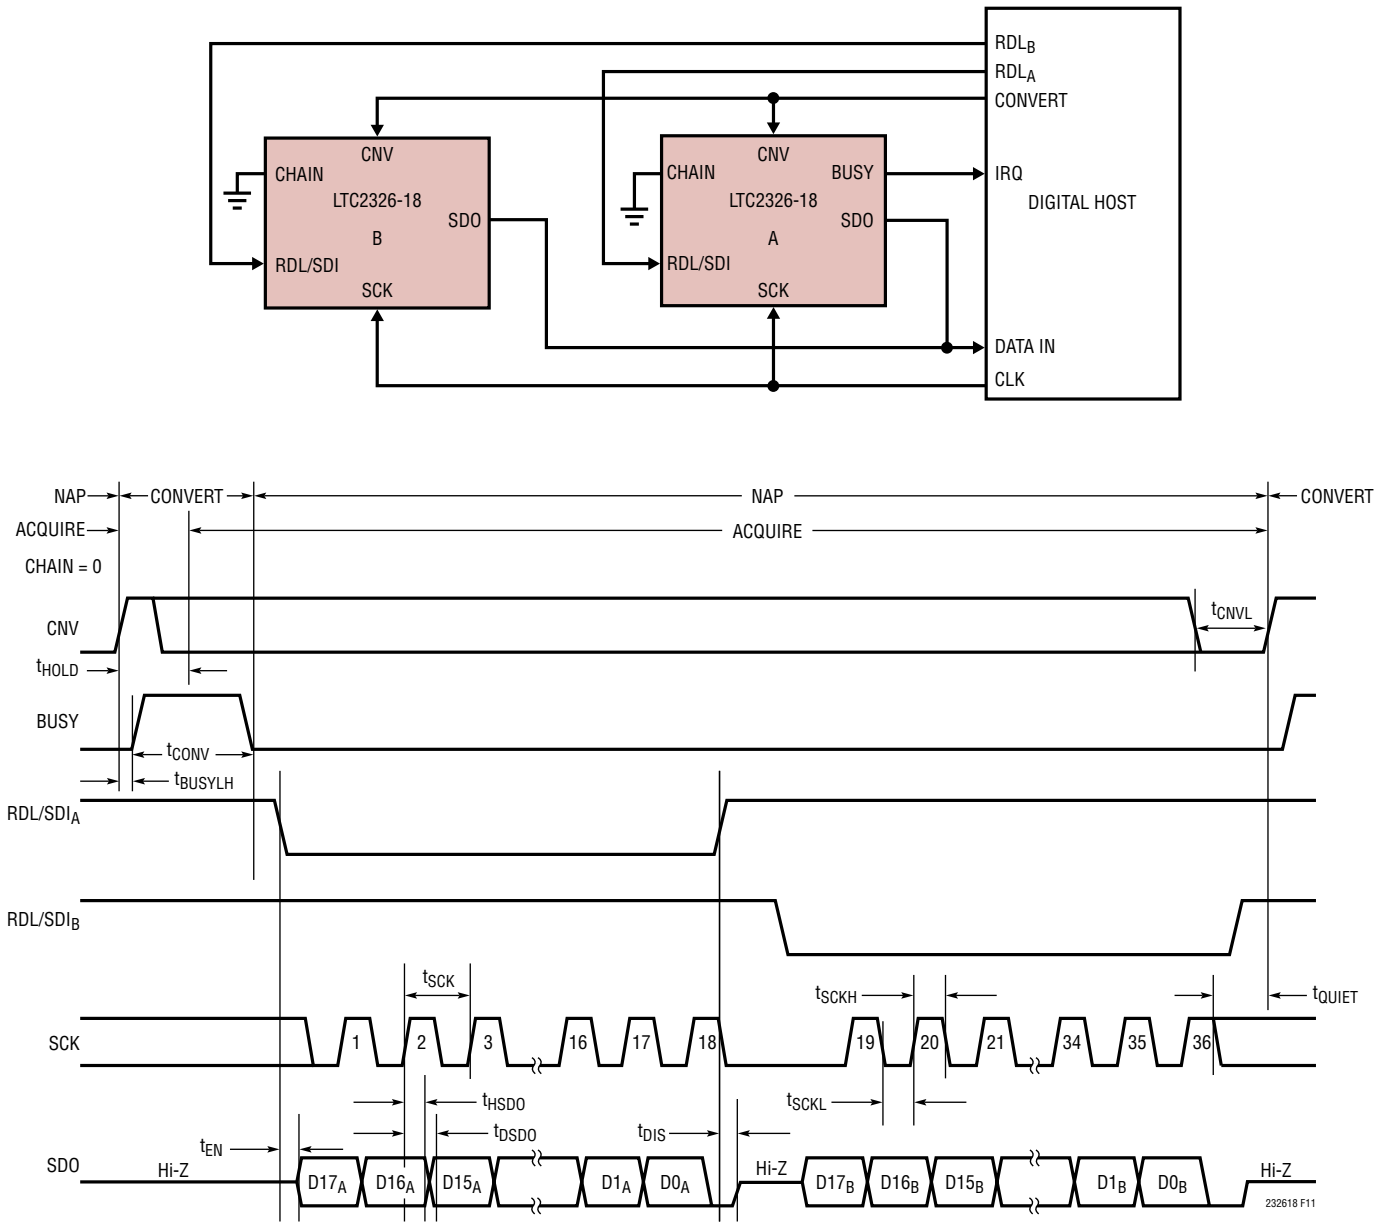 RDLB
RDLA
CONVERT
CNV
CNV
CHAIN
CHAIN
BUSY
IRQ
LTC2326-18
LTC2326-18
DIGITAL HOST
SDO
SDO
B
A
RDL/SDI
RDL/SDI
SCK
SCK
DATA IN
CLK
NAP
CONVERT
NAP
CONVERT
ACQUIRE
ACQUIRE
CHAIN = 0
CNV
tCNVL
tHOLD
BUSY
tCONV
tBUSYLH
RDL/SDIA
RDL/SDIB
tSCK
tSCKH
tQUIET
SCK
1 2 3 16 17 18 19 20 21 34 35 36
tHSDO
tSCKL
tDSDO
tDIS
tEN
SDO
Hi-Z D17A D16A D15A D1A D0A Hi-Z D17B D16B D15B D1B D0B Hi-Z
232618 F11